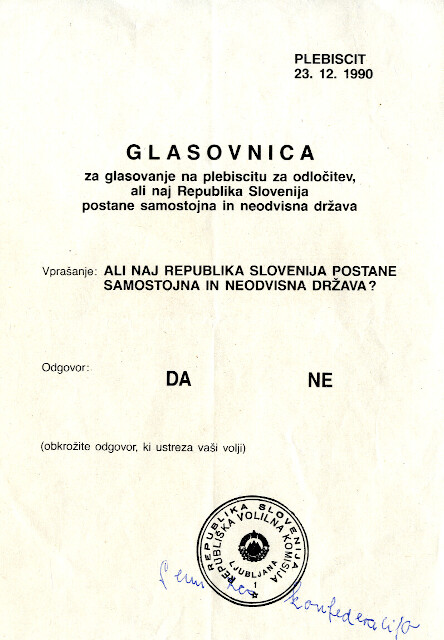 PLEBISCIT
23. 12. 1990
GLASOVNICA
za glasovanje na plebiscitu za odločitev,
ali naj Republika Slovenija
postane samostojna in neodvisna država
Vprašanje: ALI NAJ REPUBLIKA SLOVENIJA POSTANE
SAMOSTOJNA IN NEODVISNA DRŽAVA?
Odgovor:
DA NE
(obkrožite odgovor, ki ustreza vaši volji)
REPUBLIKA SLOVENIJA
REPUBLIŠKA VOLILNA KOMISIJA
LJUBLJANA
1
konfederacijo